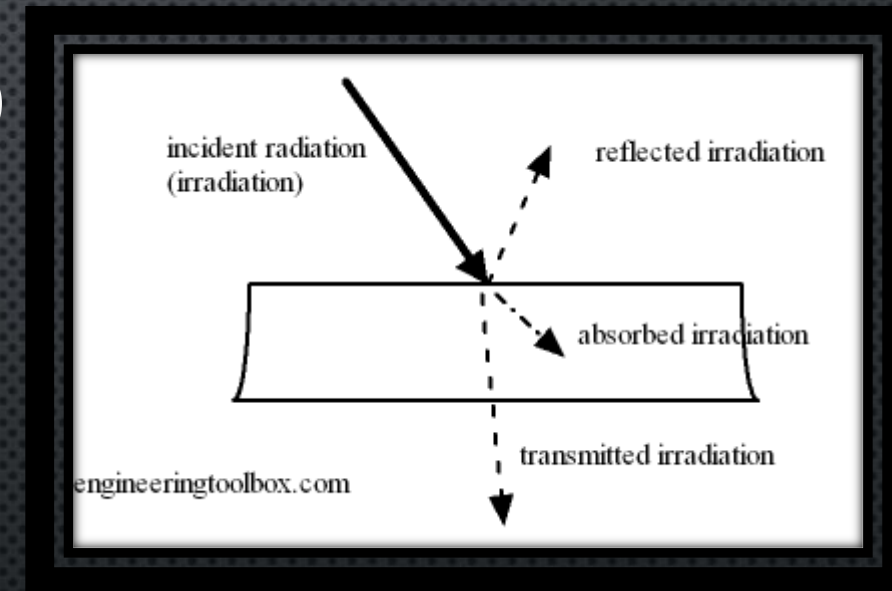 )
incident radiation
(irradiation)
reflected irradiation
absorbed irradiation
transmitted irradiation
engineeringtoolbox.com